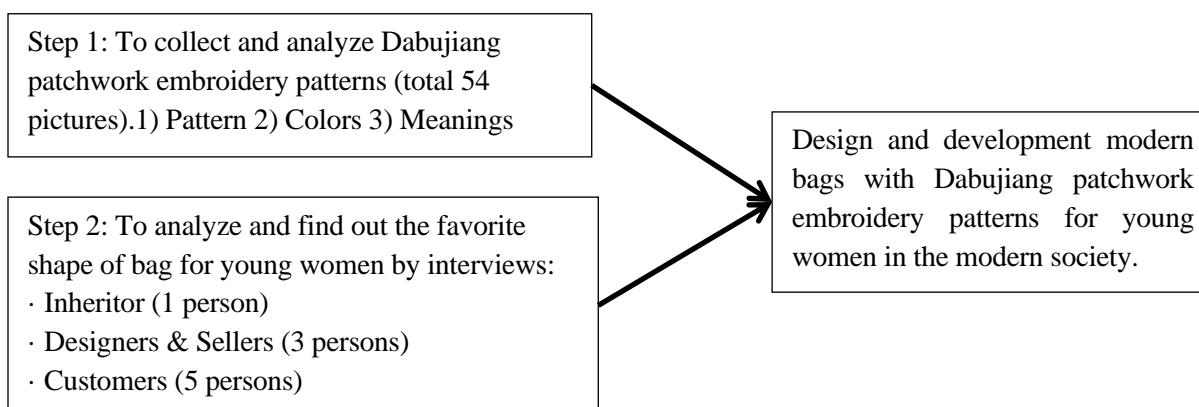 Step 1: To collect and analyze Dabujiang
patchwork embroidery patterns (total 54
pictures).1) Pattern 2) Colors 3) Meanings
Step 2: To analyze and find out the favorite
shape of bag for young women by interviews:
· Inheritor (1 person)
· Designers & Sellers (3 persons)
· Customers (5 persons)
Design and development modern
bags with Dabujiang patchwork
embroidery patterns for young
women in the modern society.